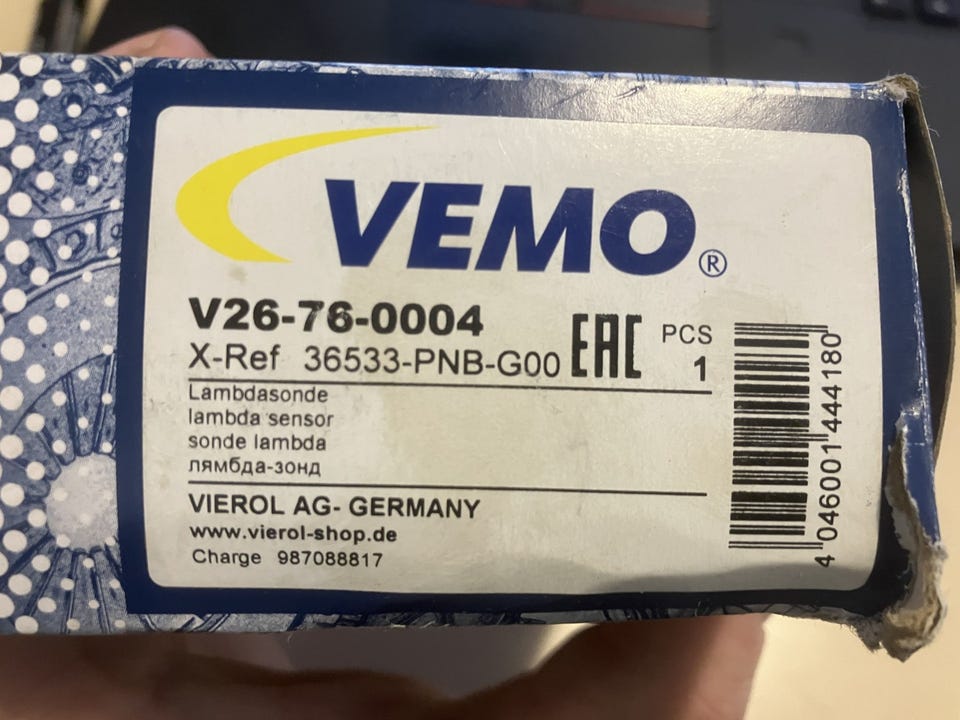 VEMO®
V26-76-0004
X-Ref 36533-PNB-G00
EAC
PCS
1
Lambdasonde
lambda sensor
sonde lambda
лямбда-зонд
VIEROL AG- GERMANY
www.vierol-shop.de
Charge 987088817
4 046001 444180